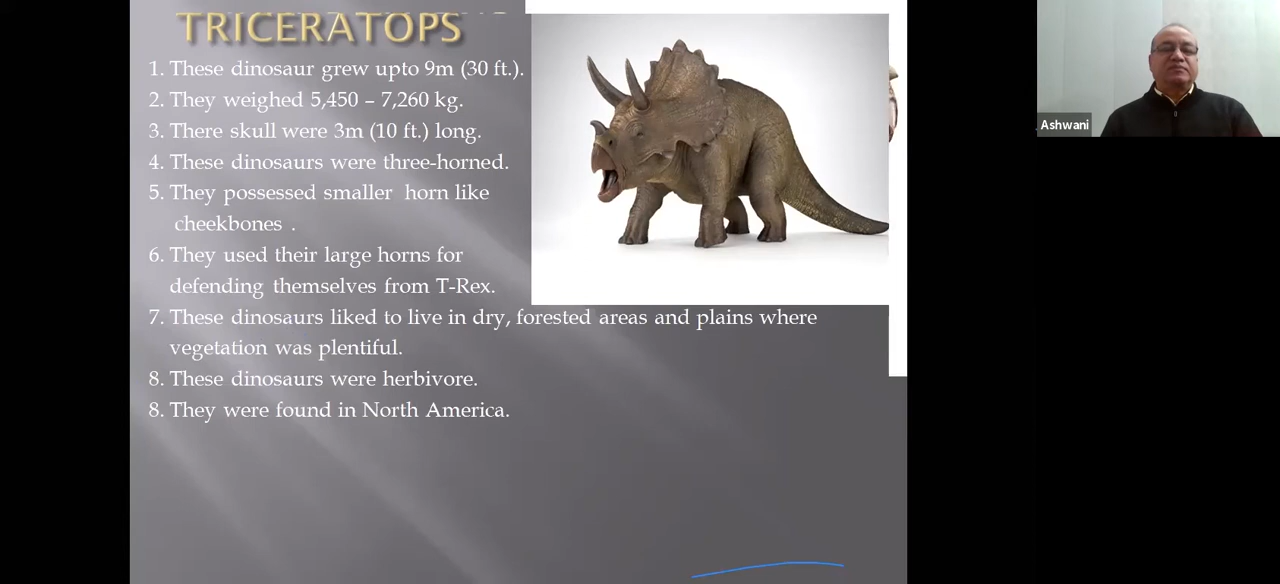 TRICERATOPS
1. These dinosaur grew upto 9m (30 ft.).
2. They weighed 5,450 – 7,260 kg.
3. There skull were 3m (10 ft.) long.
4. These dinosaurs were three-horned.
5. They possessed smaller horn like
cheekbones .
6. They used their large horns for
defending themselves from T-Rex.
7. These dinosaurs liked to live in dry, forested areas and plains where
vegetation was plentiful.
8. These dinosaurs were herbivore.
8. They were found in North America.
Ashwani